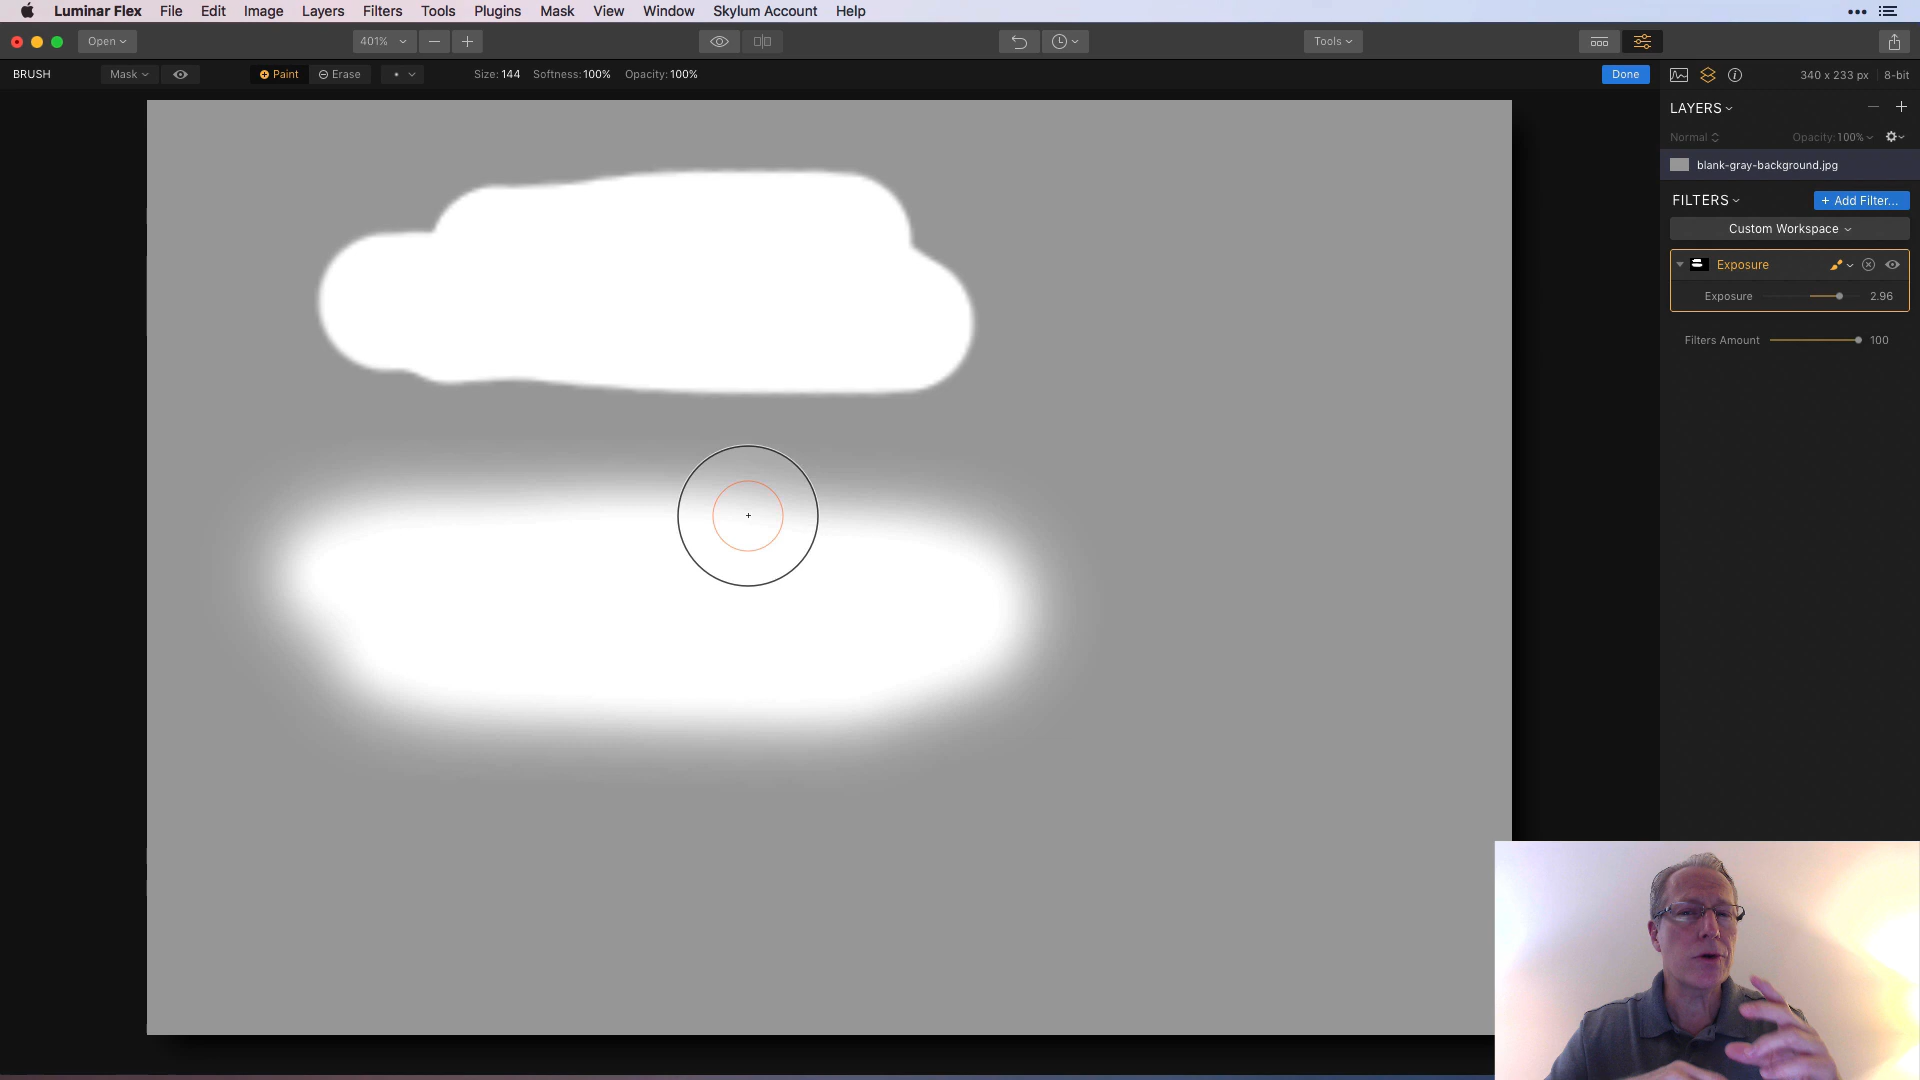 Luminar Flex File Edit Image Layers Filters Tools Plugins Mask View Window Skylum Account Help
Open 401% Tools
BRUSH Mask Paint Erase Size: 144 Softness: 100% Opacity: 100% Done 340 x 233 px 8-bit
LAYERS
Normal Opacity: 100%
blank-gray-background.jpg
FILTERS + Add Filter...
Custom Workspace
Exposure
Exposure 2.96
Filters Amount 100